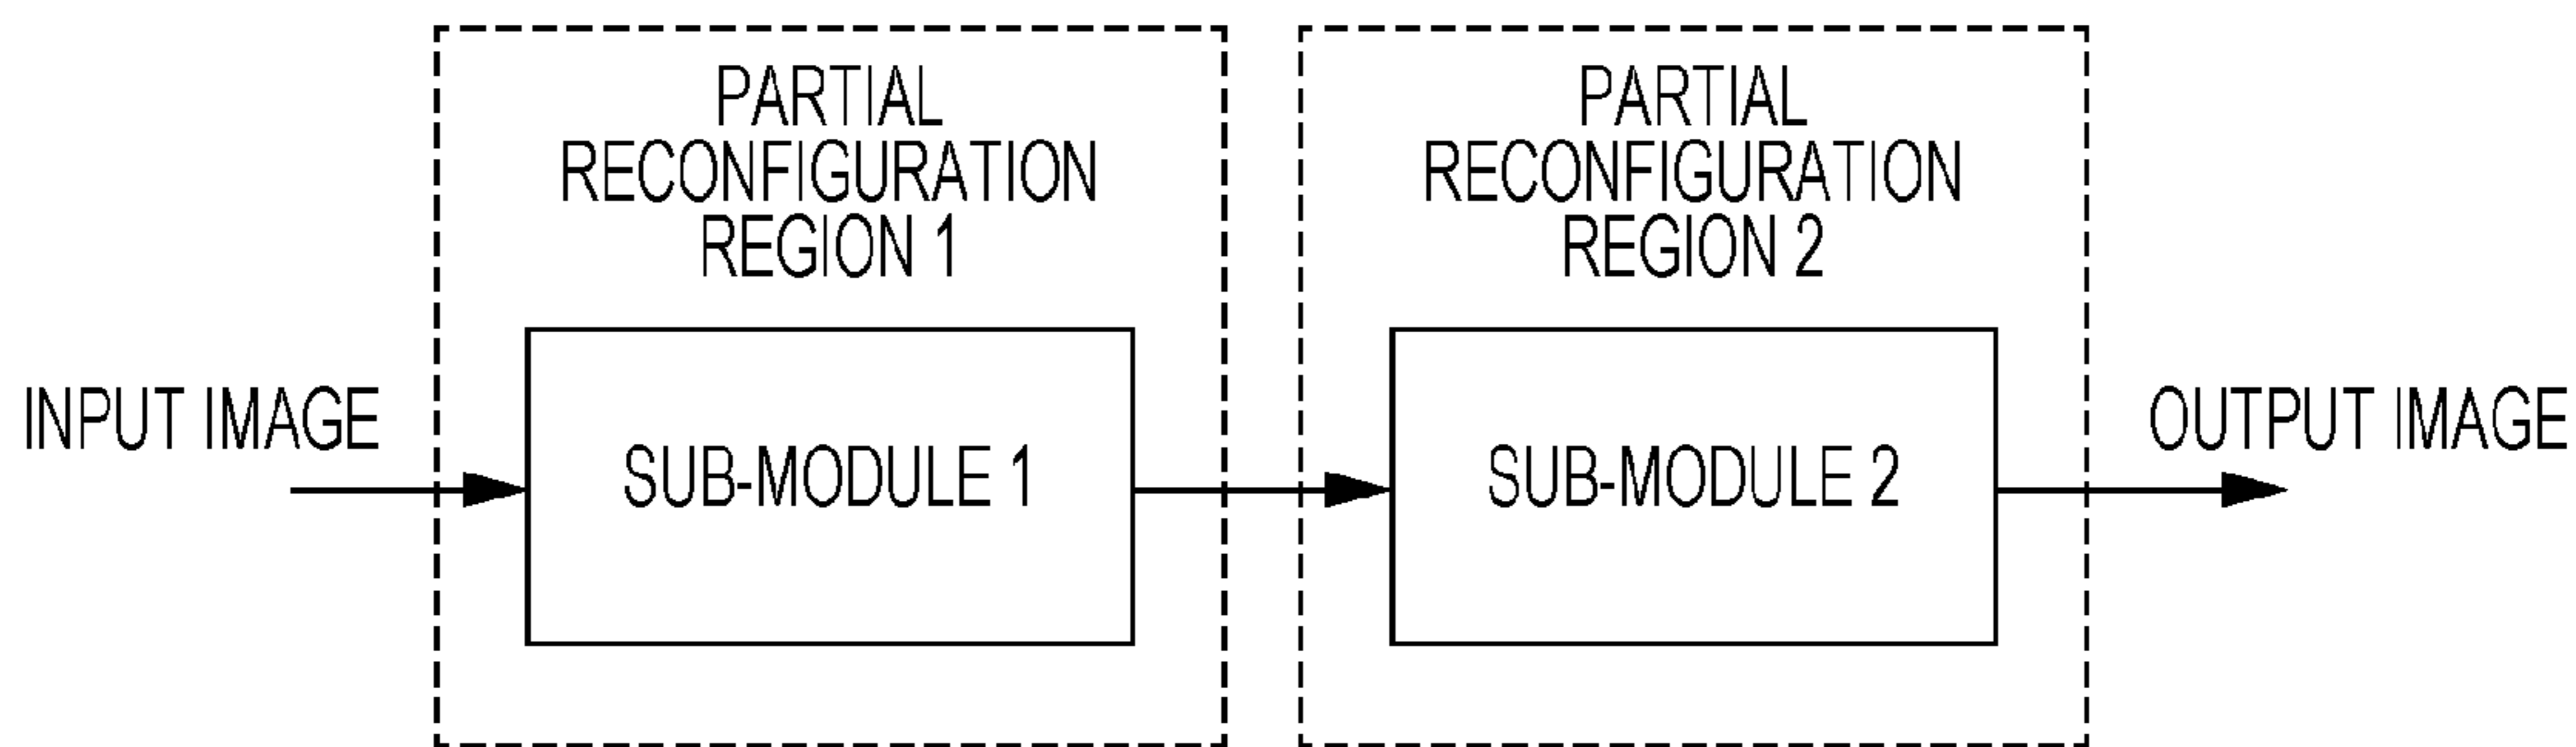 PARTIAL
RECONFIGURATION
REGION 1
PARTIAL
RECONFIGURATION
REGION 2
INPUT IMAGE
SUB-MODULE 1
SUB-MODULE 2
OUTPUT IMAGE